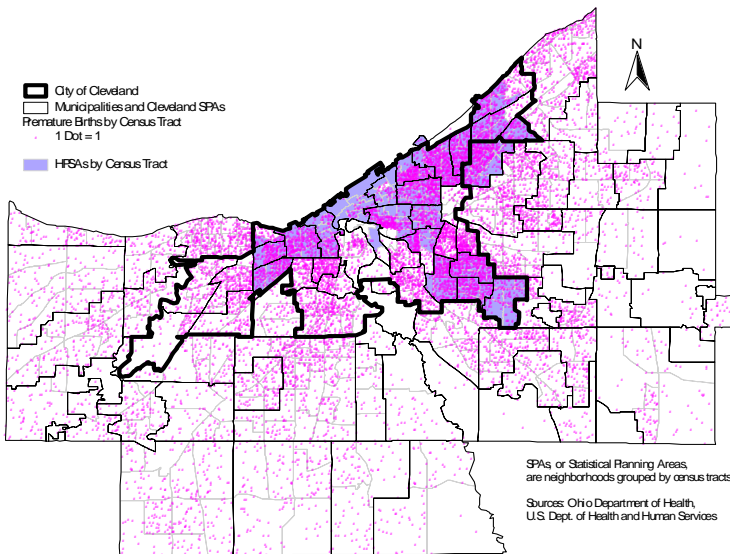 N
City of Cleveland
Municipalities and Cleveland SPAs
Premature Births by Census Tract
1 Dot = 1
HPSAs by Census Tract
SPAs, or Statistical Planning Areas,
are neighborhoods grouped by census tracts
Sources: Ohio Department of Health,
U.S. Dept. of Health and Human Services